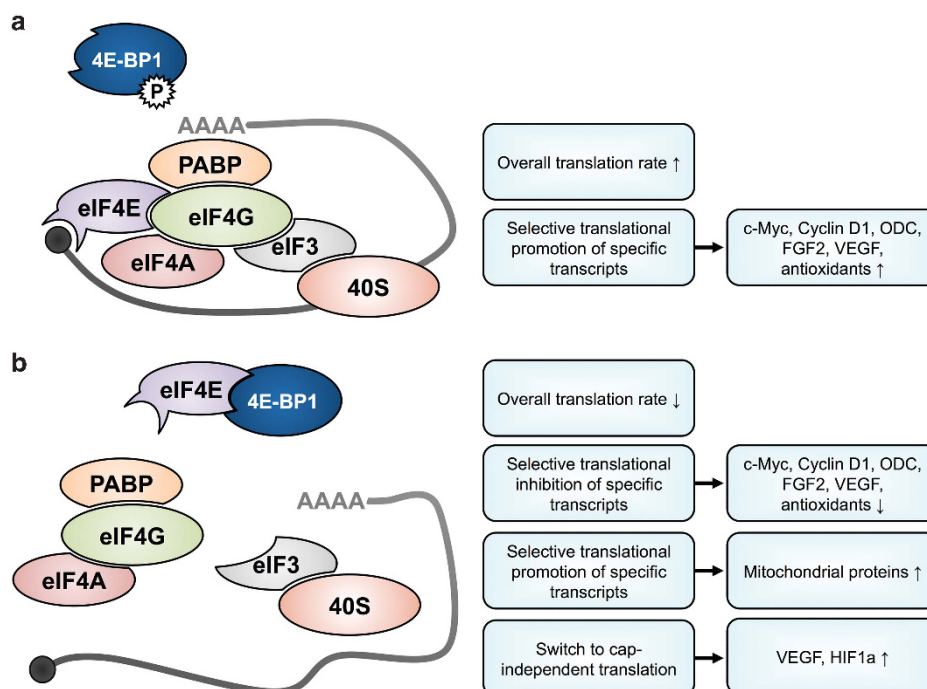 a
4E-BP1
P
AAAA
PABP
eIF4E
eIF4G
eIF3
eIF4A
40S
Overall translation rate ↑
Selective translational
promotion of specific
transcripts
c-Myc, Cyclin D1, ODC,
FGF2, VEGF,
antioxidants ↑
b
eIF4E
4E-BP1
PABP
AAAA
eIF4G
eIF3
eIF4A
40S
Overall translation rate ↓
Selective translational
inhibition of specific
transcripts
c-Myc, Cyclin D1, ODC,
FGF2, VEGF,
antioxidants ↓
Selective translational
promotion of specific
transcripts
Mitochondrial proteins ↑
Switch to cap-
independent translation
VEGF, HIF1a ↑